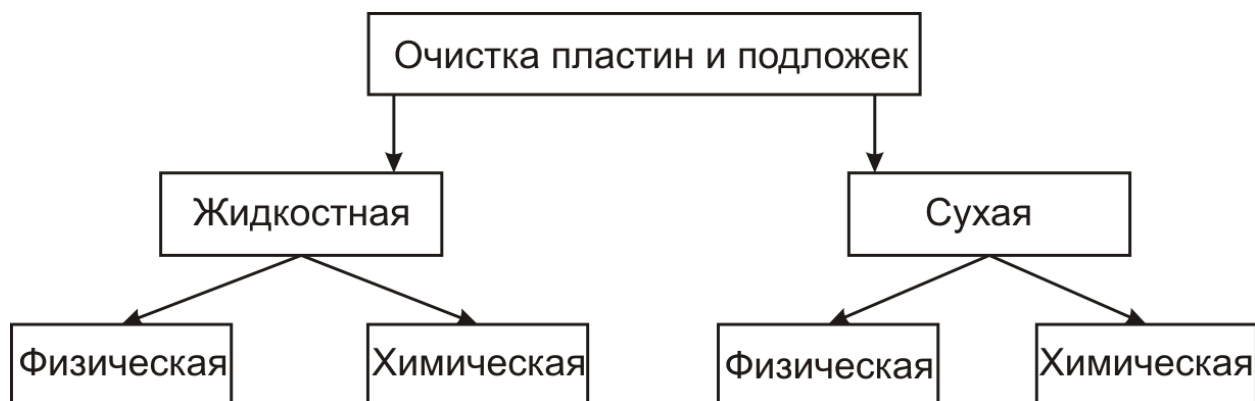 Очистка пластин и подложек
Жидкостная
Сухая
Физическая
Химическая
Физическая
Химическая